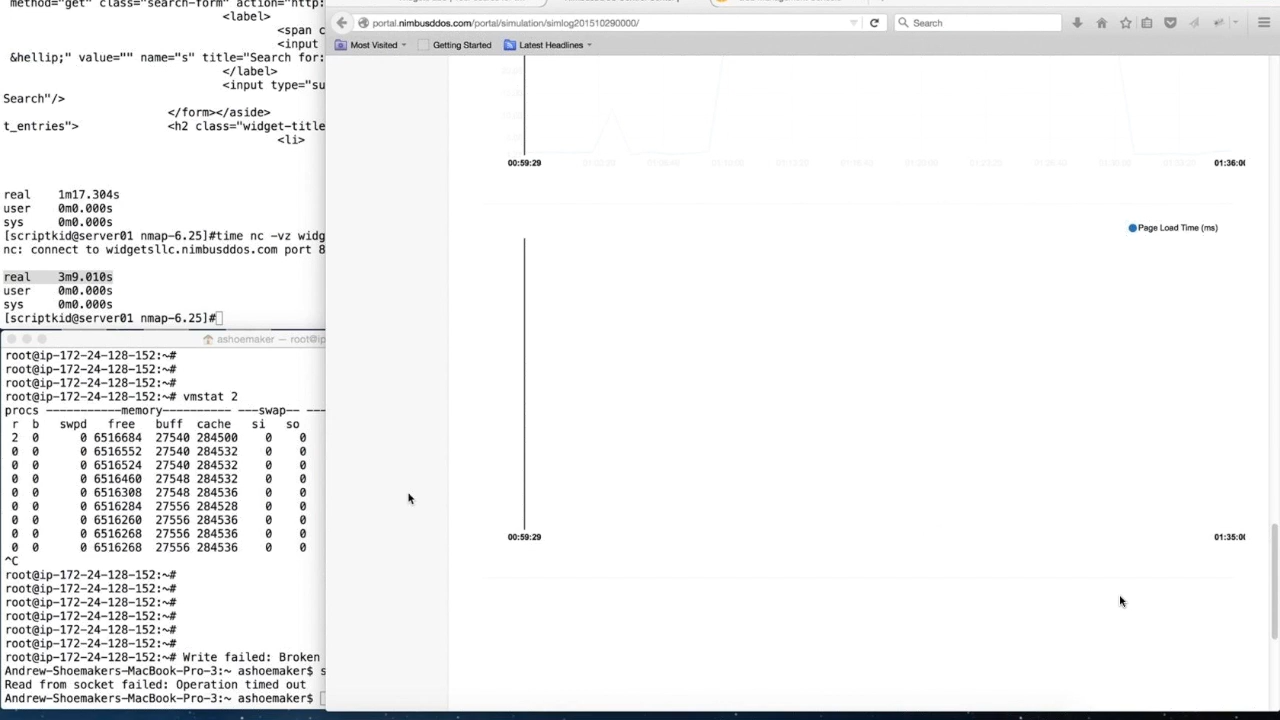 method="get" class="search-form" action="ht
<label>
<span c
<input
&hellip;" value="" name="s" title="Search for:
</label>
<input type="su
Search"/>
</form></aside>
t_entries"> <h2 class="widget-title
<li>
real 1m17.304s
user 0m0.000s
sys 0m0.000s
[scriptkid@server01 nmap-6.25]#time nc -vz widg
nc: connect to widgetsllc.nimbusddos.com port 8
real 3m9.010s
user 0m0.000s
sys 0m0.000s
[scriptkid@server01 nmap-6.25]#
ashoemaker — root@ip
root@ip-172-24-128-152:~#
root@ip-172-24-128-152:~#
root@ip-172-24-128-152:~#
root@ip-172-24-128-152:~# vmstat 2
procs -----------memory---------- ---swap-- ---
r b swpd free buff cache si so
2 0 0 6516684 27540 284500 0 0
0 0 0 6516552 27540 284532 0 0
0 0 0 6516524 27540 284532 0 0
0 0 0 6516460 27548 284532 0 0
0 0 0 6516308 27548 284536 0 0
0 0 0 6516284 27556 284528 0 0
0 0 0 6516260 27556 284536 0 0
0 0 0 6516268 27556 284536 0 0
0 0 0 6516268 27556 284536 0 0
^C
root@ip-172-24-128-152:~#
root@ip-172-24-128-152:~#
root@ip-172-24-128-152:~#
root@ip-172-24-128-152:~#
root@ip-172-24-128-152:~#
root@ip-172-24-128-152:~#
root@ip-172-24-128-152:~# Write failed: Broken
Andrew-Shoemakers-MacBook-Pro-3:~ ashoemaker$ s
Read from socket failed: Operation timed out
Andrew-Shoemakers-MacBook-Pro-3:~ ashoemaker$
portal.nimbusddos.com/portal/simulation/simlog201510290000/
Search
Most Visited Getting Started Latest Headlines
00:59:29 01:36:00
Page Load Time (ms)
00:59:29 01:35:00